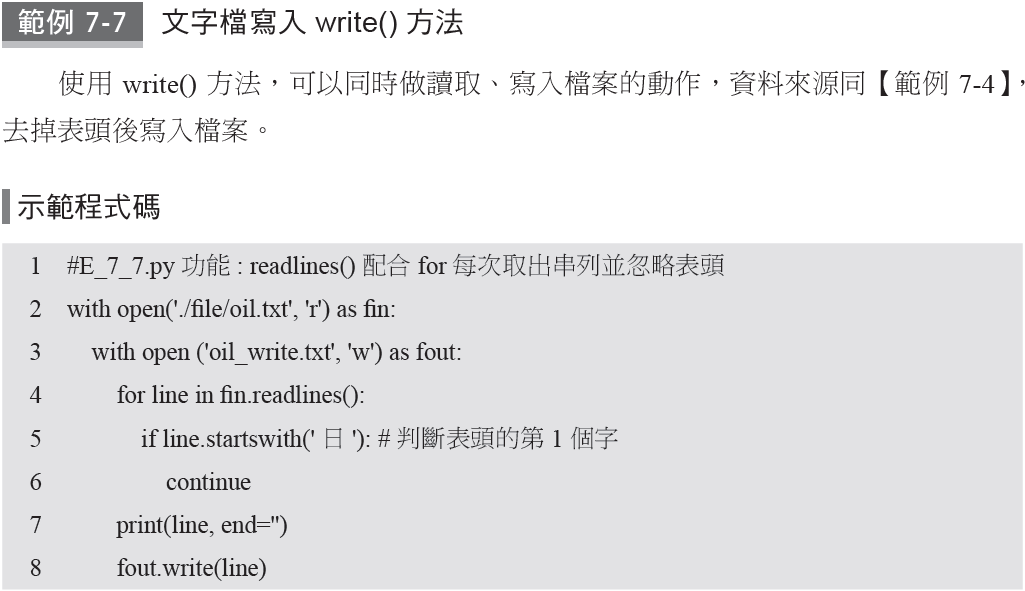 範例 7-7 文字檔寫入 write() 方法
使用 write() 方法，可以同時做讀取、寫入檔案的動作，資料來源同【範例 7-4】，
去掉表頭後寫入檔案。
示範程式碼
1 #E_7_7.py 功能 : readlines() 配合 for 每次取出串列並忽略表頭
2 with open('./file/oil.txt', 'r') as fin:
3     with open ('oil_write.txt', 'w') as fout:
4         for line in fin.readlines():
5             if line.startswith(' 日 '): # 判斷表頭的第 1 個字
6                 continue
7         print(line, end='')
8         fout.write(line)